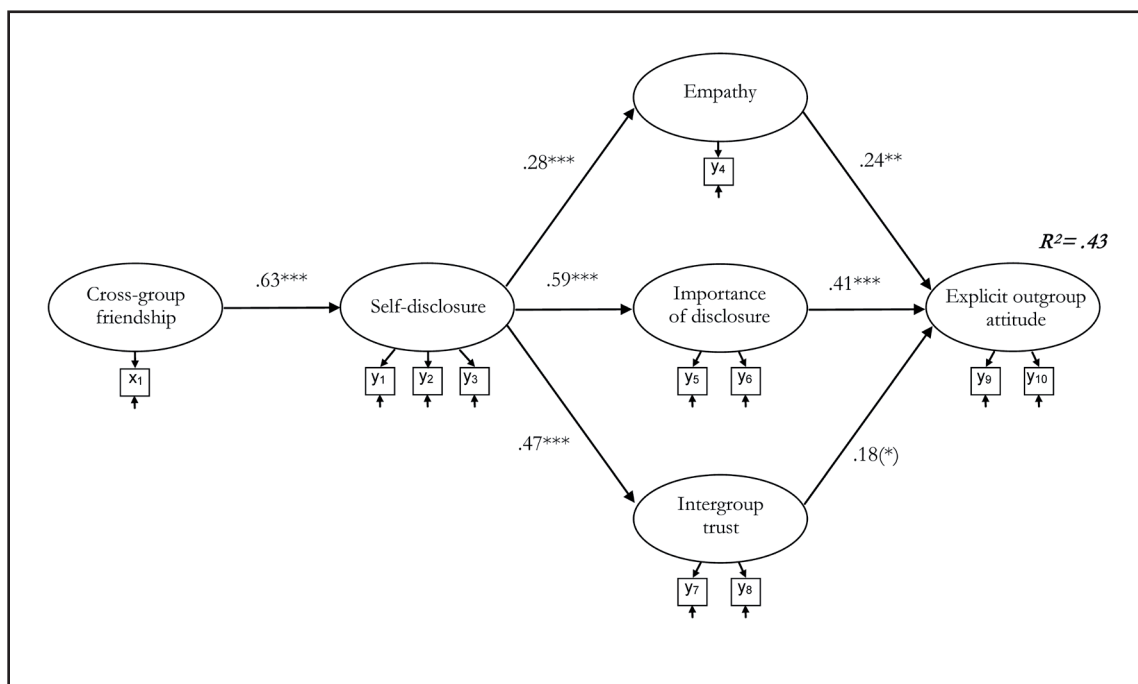 Empathy
y4
.28***
.24**
R²= .43
Cross-group
friendship
x1
.63***
Self-disclosure
y1 y2 y3
.59***
Importance
of disclosure
y5 y6
.41***
Explicit outgroup
attitude
y9 y10
.47***
.18(*)
Intergroup
trust
y7 y8